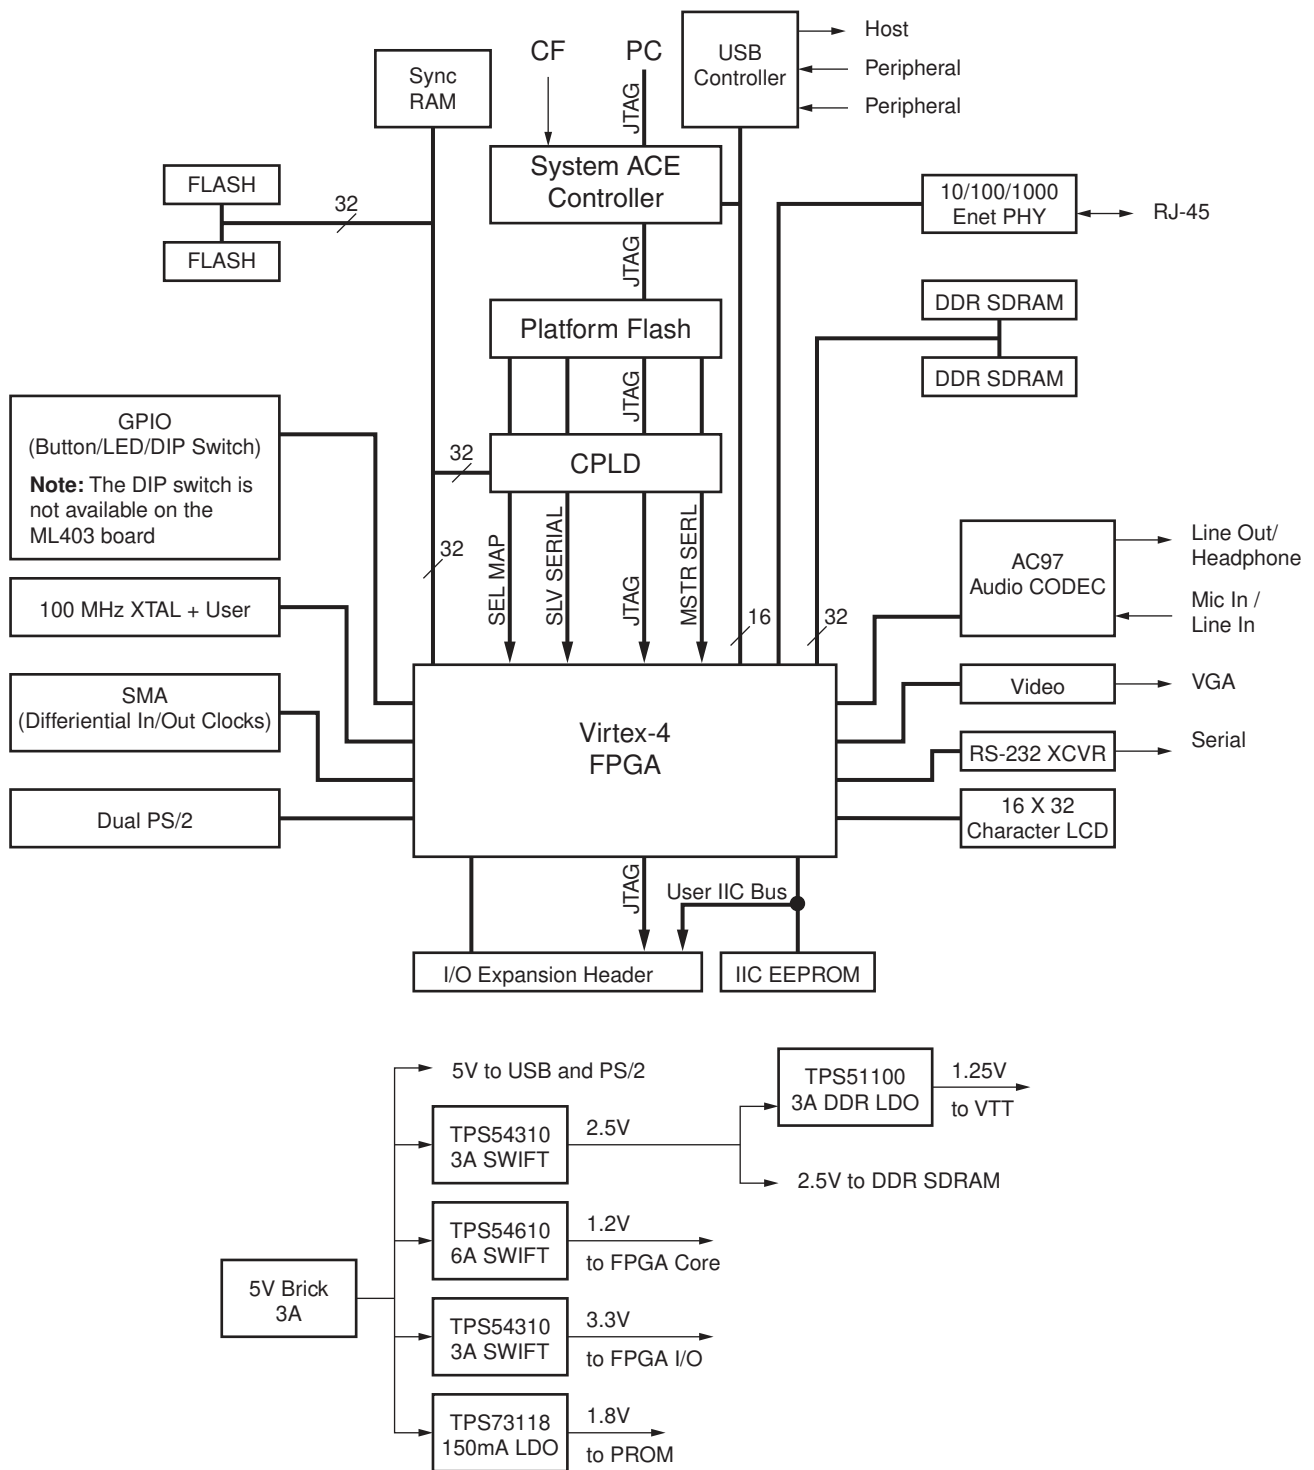 CF
PC
USB
Controller
Host
Peripheral
Peripheral
Sync
RAM
JTAG
System ACE
Controller
FLASH
32
FLASH
10/100/1000
Enet PHY
RJ-45
JTAG
Platform Flash
DDR SDRAM
DDR SDRAM
JTAG
GPIO
(Button/LED/DIP Switch)
Note: The DIP switch is
not available on the
ML403 board
32
CPLD
32
SEL MAP
SLV SERIAL
JTAG
MSTR SERL
16
32
AC97
Audio CODEC
Line Out/
Headphone
Mic In /
Line In
100 MHz XTAL + User
SMA
(Differiential In/Out Clocks)
Dual PS/2
Virtex-4
FPGA
Video
VGA
RS-232 XCVR
Serial
16 X 32
Character LCD
JTAG
User IIC Bus
I/O Expansion Header
IIC EEPROM
5V to USB and PS/2
TPS51100
3A DDR LDO
1.25V
to VTT
TPS54310
3A SWIFT
2.5V
2.5V to DDR SDRAM
TPS54610
6A SWIFT
1.2V
to FPGA Core
5V Brick
3A
TPS54310
3A SWIFT
3.3V
to FPGA I/O
TPS73118
150mA LDO
1.8V
to PROM